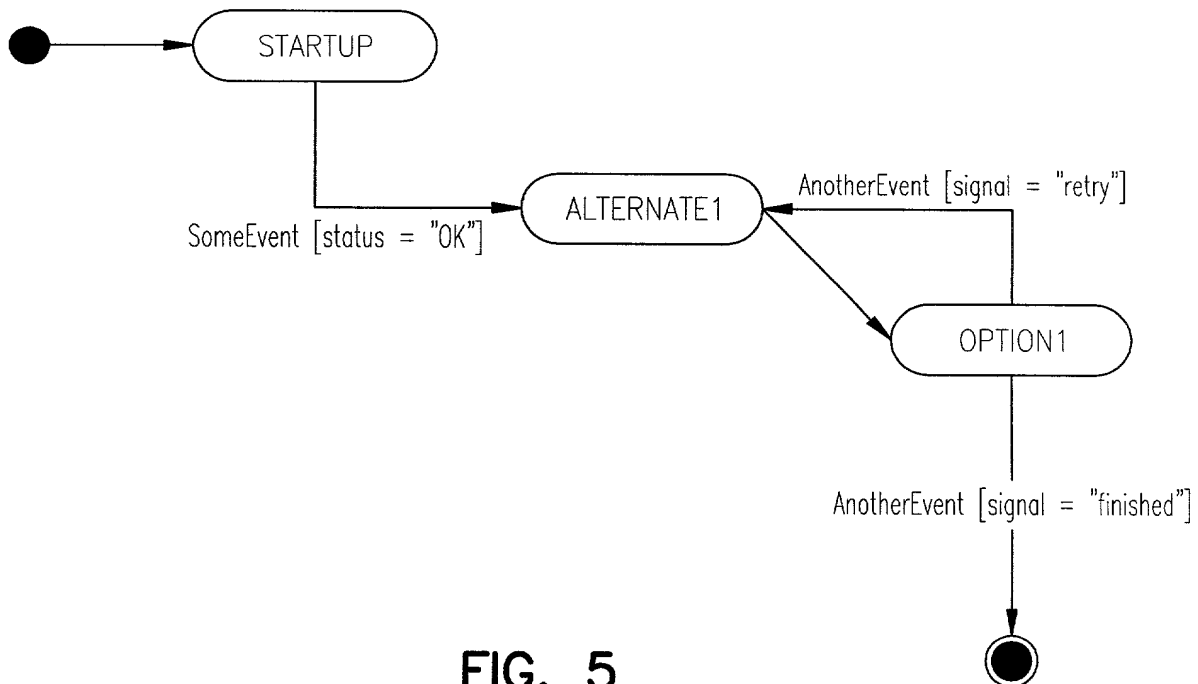 STARTUP
AnotherEvent [signal = "retry"]
ALTERNATE1
SomeEvent [status = "OK"]
OPTION1
AnotherEvent [signal = "finished"]
FIG. 5